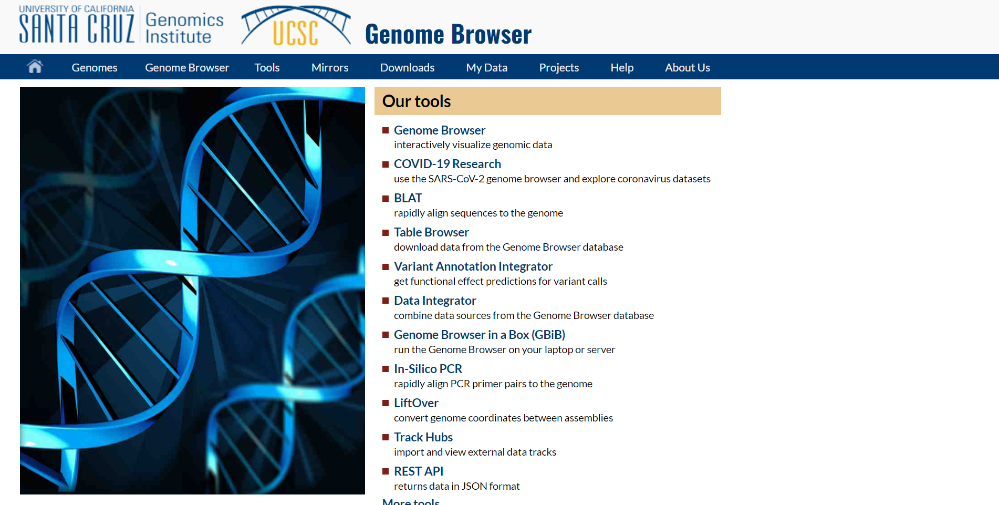 UNIVERSITY OF CALIFORNIA
SANTA CRUZ
Genomics
Institute
UCSC
Genome Browser
Genomes
Genome Browser
Tools
Mirrors
Downloads
My Data
Projects
Help
About Us
Our tools
Genome Browser
interactively visualize genomic data
COVID-19 Research
use the SARS-CoV-2 genome browser and explore coronavirus datasets
BLAT
rapidly align sequences to the genome
Table Browser
download data from the Genome Browser database
Variant Annotation Integrator
get functional effect predictions for variant calls
Data Integrator
combine data sources from the Genome Browser database
Genome Browser in a Box (GBiB)
run the Genome Browser on your laptop or server
In-Silico PCR
rapidly align PCR primer pairs to the genome
LiftOver
convert genome coordinates between assemblies
Track Hubs
import and view external data tracks
REST API
returns data in JSON format
More tools